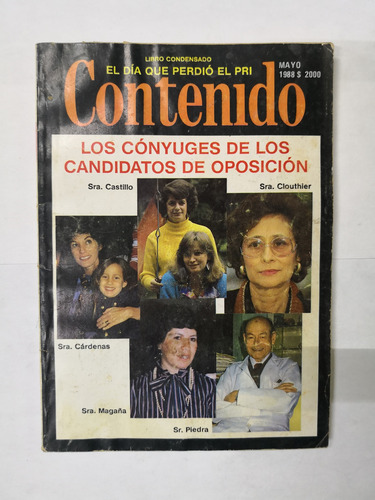 LIBRO CONDENSADO
EL DÍA QUE PERDIÓ EL PRI
MAYO
1988 $ 2000
Contenido
LOS CÓNYUGES DE LOS
CANDIDATOS DE OPOSICIÓN
Sra. Castillo
Sra. Clouthier
Sra. Cárdenas
Sra. Magaña
Sr. Piedra